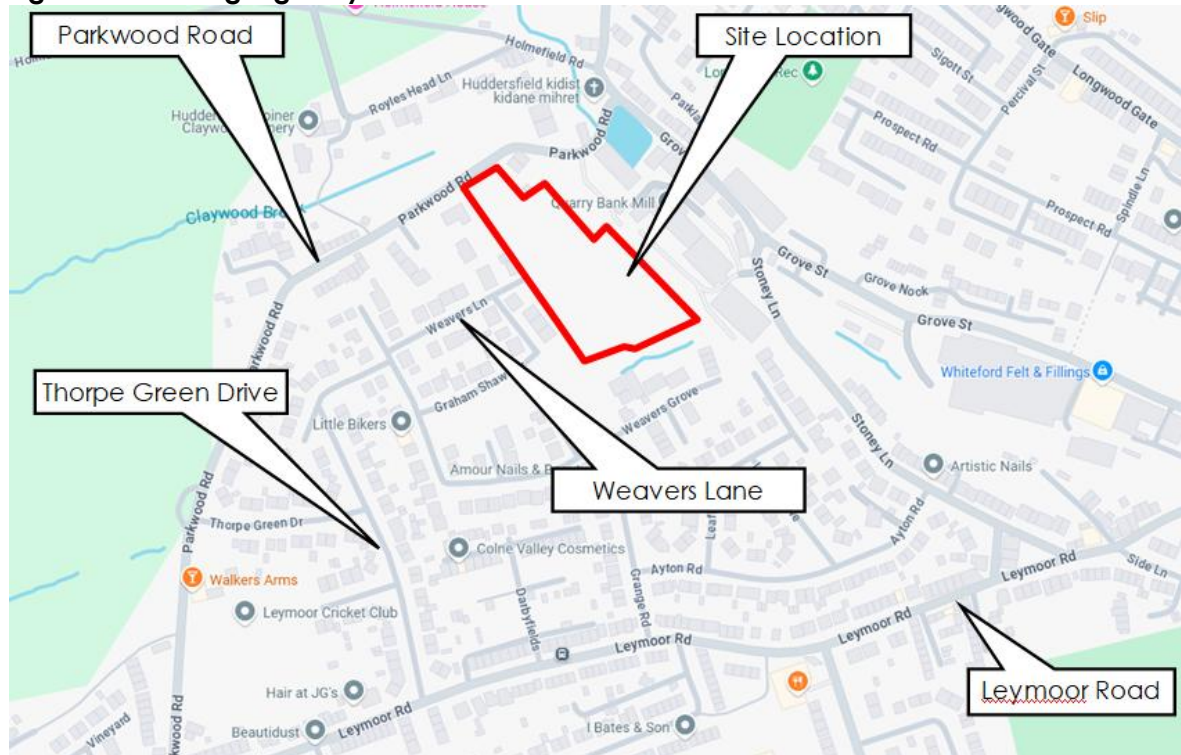 Parkwood Road
Site Location
Slip
Holmefield Rd
Longwood Gate
Sigott St
Percival St
Longwood Gate
Royles Head Ln
Huddersfield kidist
kidane mihret
Rec
Parkwood Rd
Prospect Rd
Spindle Ln
Prospect Rd
Parkwood Rd
Quarry Bank Mill
Claywood
Grove St
Grove Nock
Grove St
Stoney Ln
Weavers Ln
Whiteford Felt & Fillings
Thorpe Green Drive
Graham Shaw
Little Bikers
Weavers Grove
Stoney Ln
Amour Nails & B
Artistic Nails
Weavers Lane
Parkwood Rd
Thorpe Green Dr
Colne Valley Cosmetics
Ayton Rd
Ayton Rd
Walkers Arms
Leymoor Rd
Side Ln
Leymoor Cricket Club
Darbyfields
Grange Rd
Leymoor Rd
Leymoor Rd
Hair at JG's
Leymoor Road
Leymoor Rd
Vineyard
Beautidust
I Bates & Son